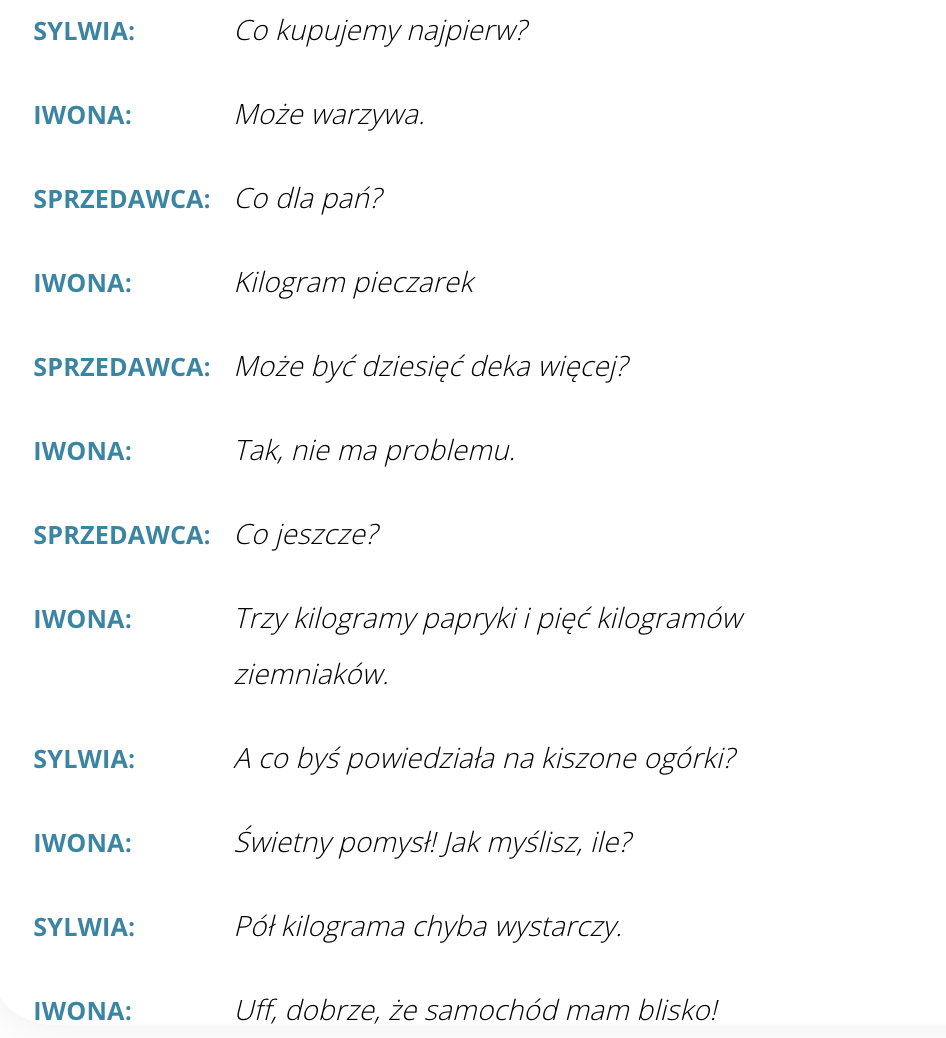 SYLWIA: Co kupujemy najpierw?
IWONA: Może warzywa.
SPRZEDAWCA: Co dla pań?
IWONA: Kilogram pieczarek
SPRZEDAWCA: Może być dziesięć deka więcej?
IWONA: Tak, nie ma problemu.
SPRZEDAWCA: Co jeszcze?
IWONA: Trzy kilogramy papryki i pięć kilogramów
ziemniaków.
SYLWIA: A co byś powiedziała na kiszone ogórki?
IWONA: Świetny pomysł! Jak myślisz, ile?
SYLWIA: Pół kilograma chyba wystarczy.
IWONA: Uff, dobrze, że samochód mam blisko!